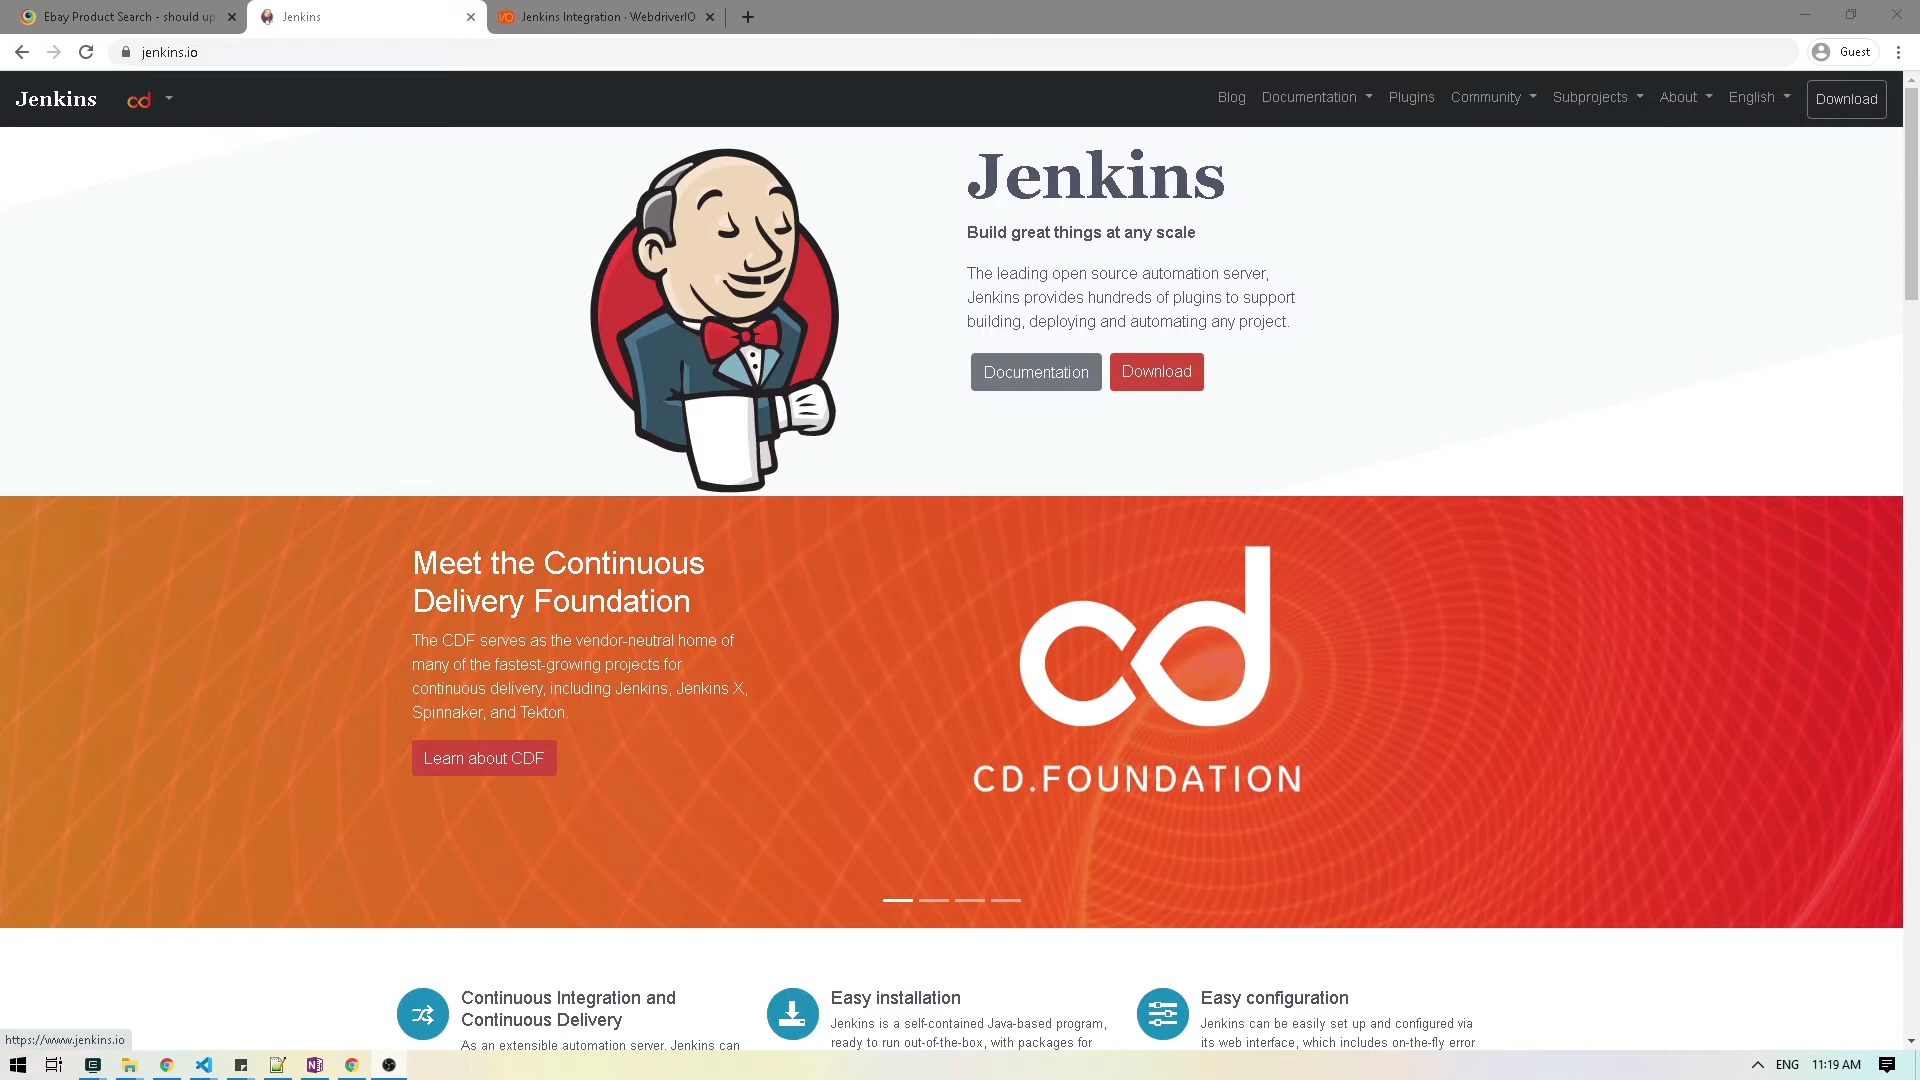 Ebay Product Search - should up
Jenkins
Jenkins Integration · WebdriverIO
jenkins.io
Guest
Jenkins
cd
Blog
Documentation
Plugins
Community
Subprojects
About
English
Download
Jenkins
Build great things at any scale
The leading open source automation server,
Jenkins provides hundreds of plugins to support
building, deploying and automating any project.
Documentation
Download
Meet the Continuous
Delivery Foundation
The CDF serves as the vendor-neutral home of
many of the fastest-growing projects for
continuous delivery, including Jenkins, Jenkins X,
Spinnaker, and Tekton.
Learn about CDF
cd
CD.FOUNDATION
Continuous Integration and
Continuous Delivery
As an extensible automation server, Jenkins can
Easy installation
Jenkins is a self-contained Java-based program,
ready to run out-of-the-box, with packages for
Easy configuration
Jenkins can be easily set up and configured via
its web interface, which includes on-the-fly error
https://www.jenkins.io
ENG
11:19 AM